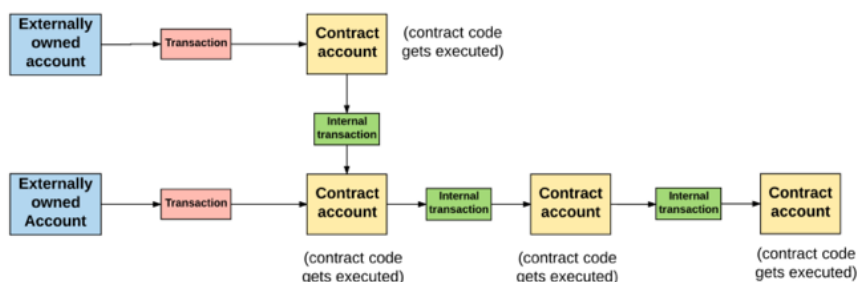 Externally
owned
account
Transaction
Contract
account
(contract code
gets executed)
Internal
transaction
Externally
owned
Account
Transaction
Contract
account
Internal
transaction
Contract
account
Internal
transaction
Contract
account
(contract code
gets executed)
(contract code
gets executed)
(contract code
gets executed)